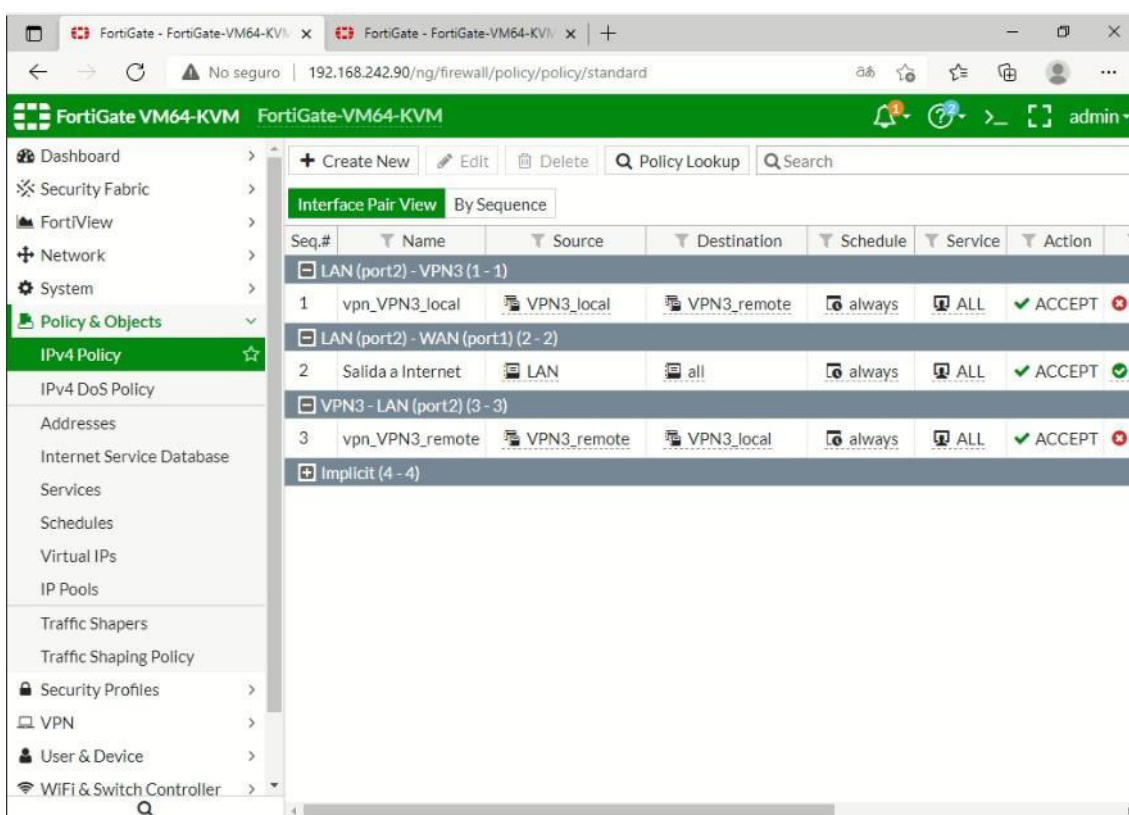 FortiGate - FortiGate-VM64-KV
FortiGate - FortiGate-VM64-KV
No seguro | 192.168.242.90/ng/firewall/policy/policy/standard
FortiGate VM64-KVM FortiGate-VM64-KVM 1 2 >_ admin
Dashboard
Security Fabric
FortiView
Network
System
Policy & Objects
IPv4 Policy
IPv4 DoS Policy
Addresses
Internet Service Database
Services
Schedules
Virtual IPs
IP Pools
Traffic Shapers
Traffic Shaping Policy
Security Profiles
VPN
User & Device
WiFi & Switch Controller
+ Create New Edit Delete Policy Lookup Search
Interface Pair View By Sequence
Seq.# Name Source Destination Schedule Service Action
LAN (port2) - VPN3 (1 - 1)
1 vpn_VPN3_local VPN3_local VPN3_remote always ALL ACCEPT
LAN (port2) - WAN (port1) (2 - 2)
2 Salida a Internet LAN all always ALL ACCEPT
VPN3 - LAN (port2) (3 - 3)
3 vpn_VPN3_remote VPN3_remote VPN3_local always ALL ACCEPT
Implicit (4 - 4)